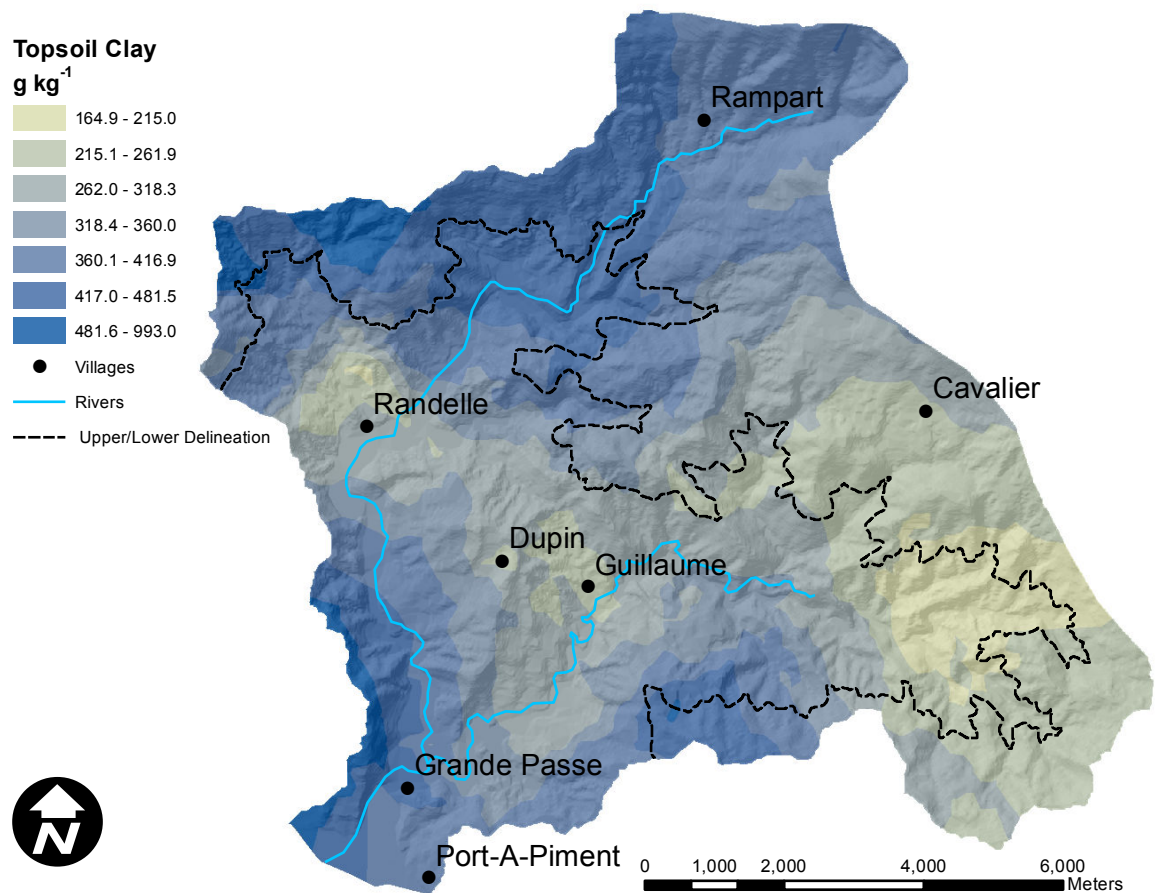 Topsoil Clay
g kg-1
164.9 - 215.0
215.1 - 261.9
262.0 - 318.3
318.4 - 360.0
360.1 - 416.9
417.0 - 481.5
481.6 - 993.0
Villages
Rivers
Upper/Lower Delineation
Rampart
Cavalier
Randelle
Dupin
Guillaume
Grande Passe
Port-A-Piment
N
0 1,000 2,000 4,000 6,000
Meters